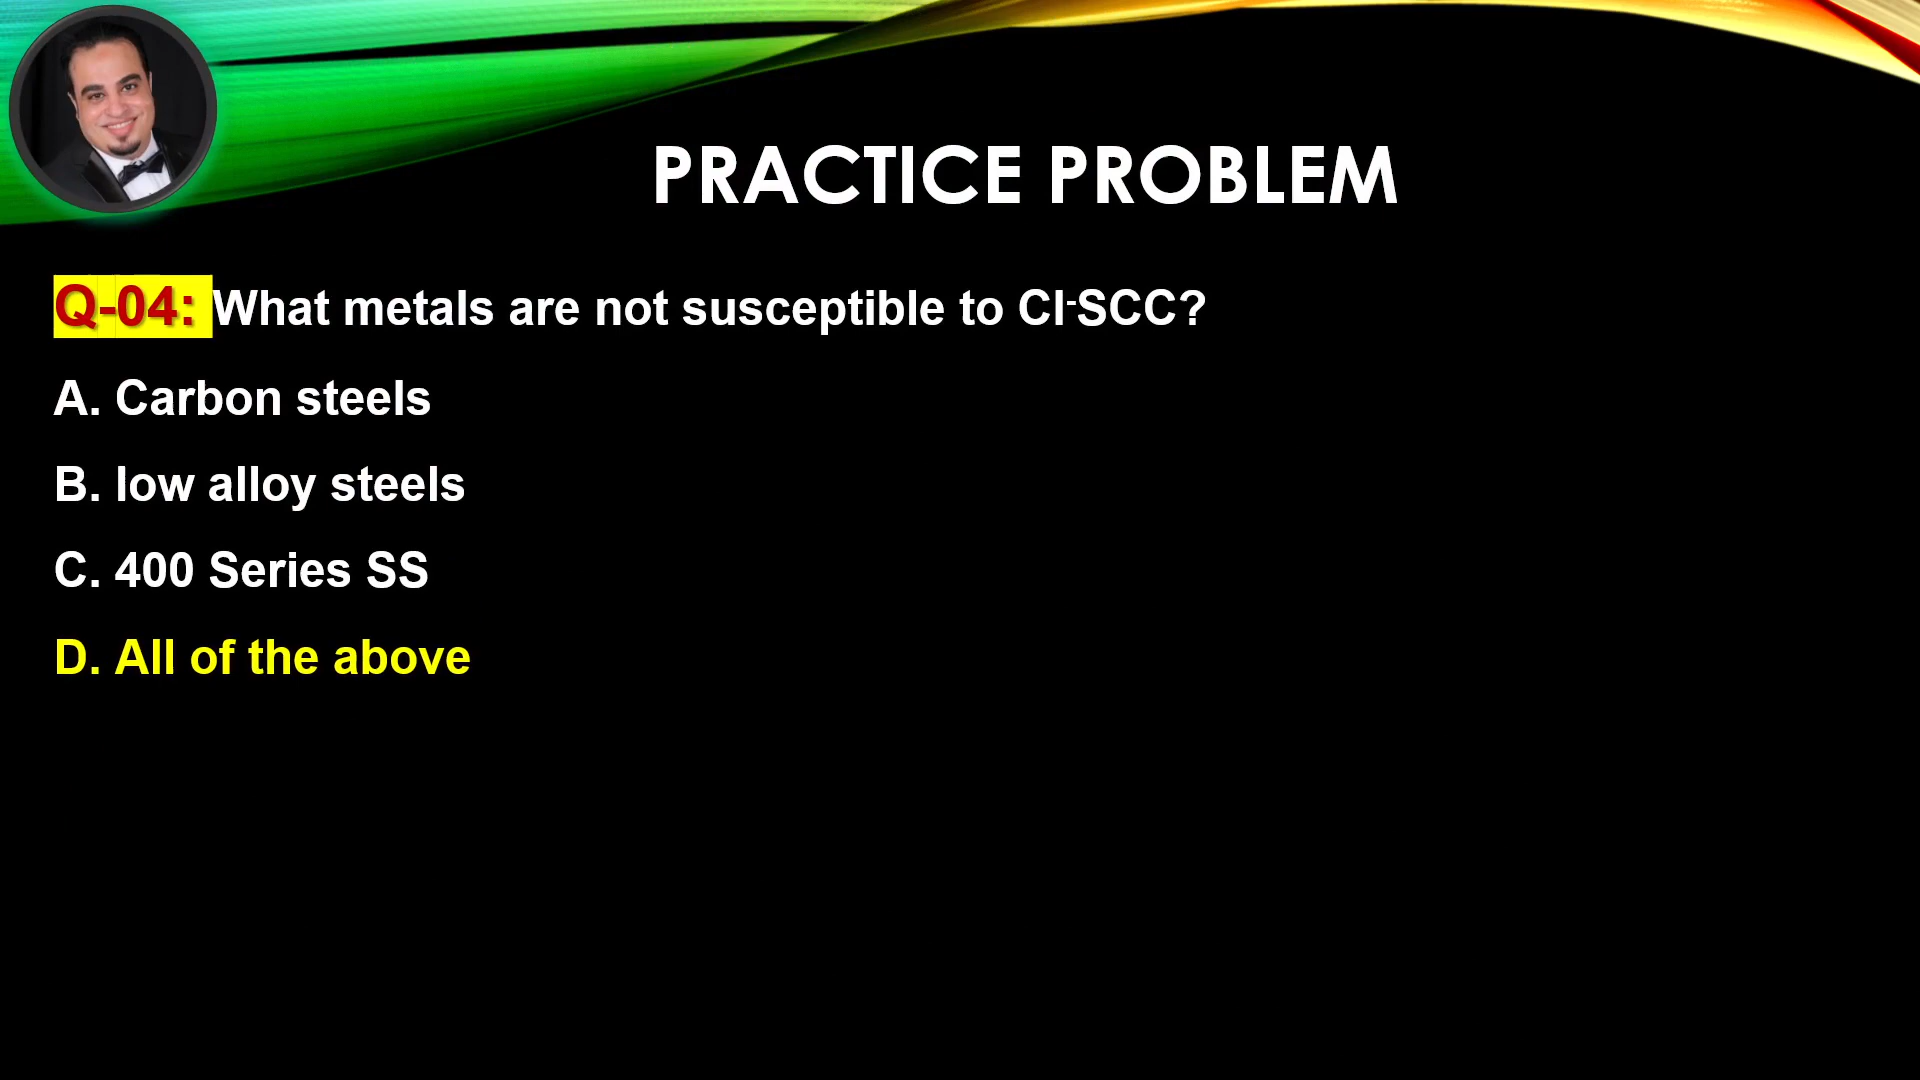 PRACTICE PROBLEM
Q-04: What metals are not susceptible to Cl⁻SCC?
A. Carbon steels
B. low alloy steels
C. 400 Series SS
D. All of the above